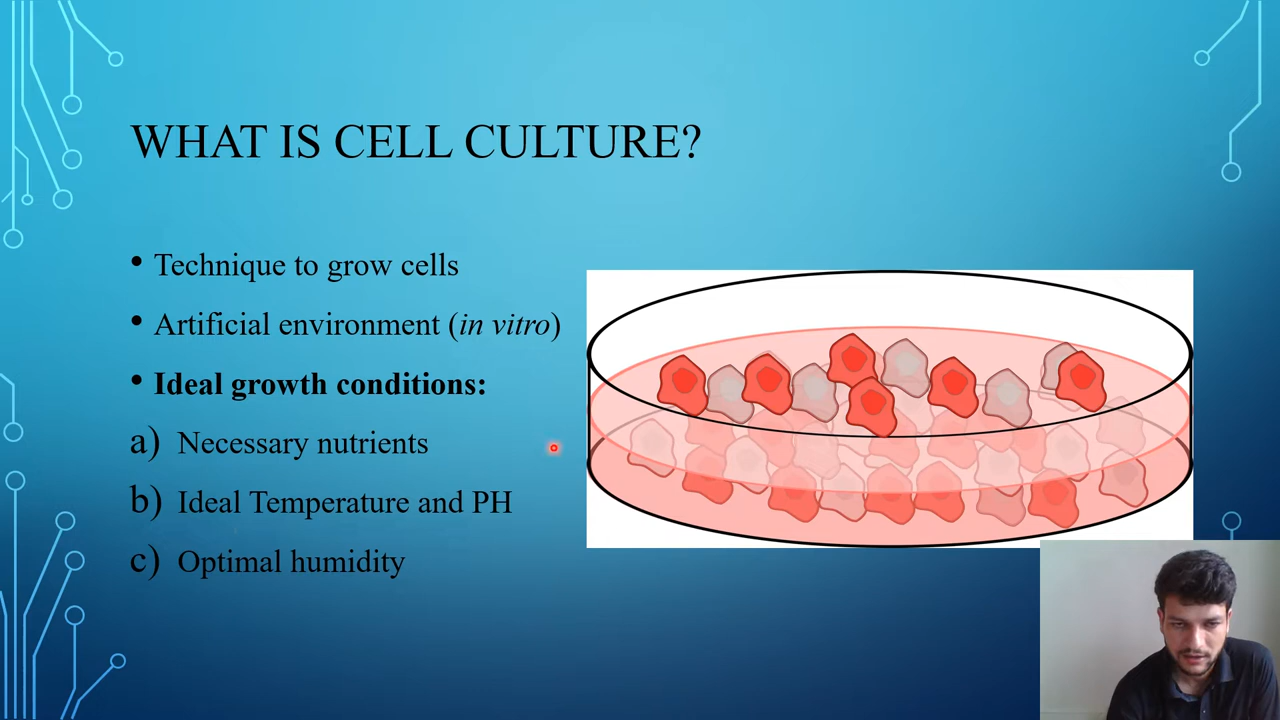 WHAT IS CELL CULTURE?
• Technique to grow cells
• Artificial environment (in vitro)
• Ideal growth conditions:
a) Necessary nutrients
b) Ideal Temperature and PH
c) Optimal humidity